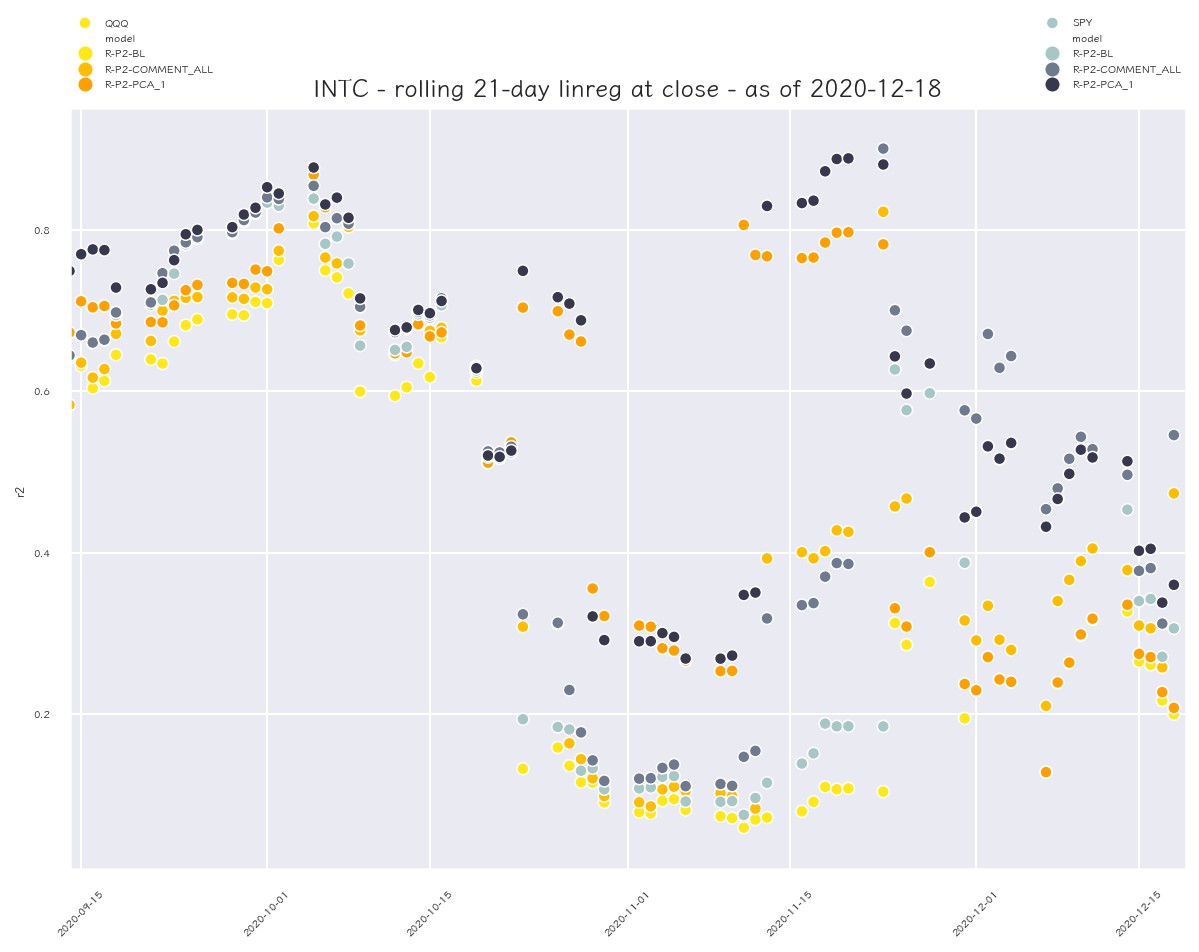 QQQ
model
R-P2-BL
R-P2-COMMENT_ALL
R-P2-PCA_1
SPY
model
R-P2-BL
R-P2-COMMENT_ALL
R-P2-PCA_1
INTC - rolling 21-day linreg at close - as of 2020-12-18
0.8
0.6
0.4
0.2
r2
2020-09-15
2020-10-01
2020-10-15
2020-11-01
2020-11-15
2020-12-01
2020-12-15